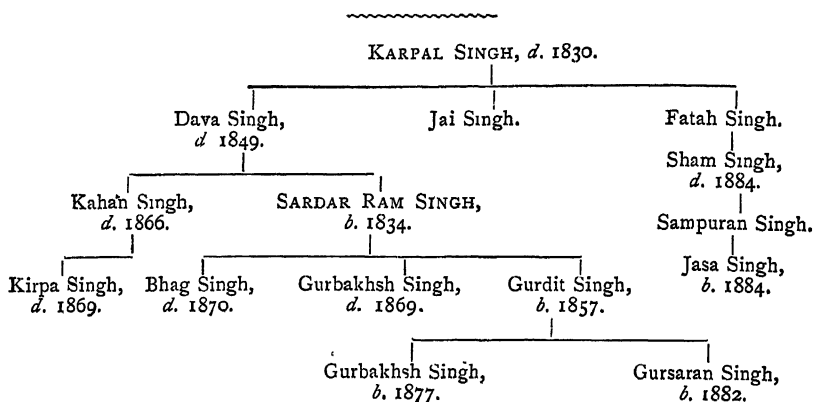 KARPAL SINGH, d. 1830.
Dava Singh, Jai Singh. Fatah Singh.
d 1849.
Sham Singh,
d. 1884.
Kahan Singh, SARDAR RAM SINGH,
d. 1866. b. 1834.
Sampuran Singh.
Jasa Singh,
b. 1884.
Kirpa Singh, Bhag Singh, Gurbakhsh Singh, Gurdit Singh,
d. 1869. d. 1870. d. 1869. b. 1857.
Gurbakhsh Singh, Gursaran Singh,
b. 1877. b. 1882.